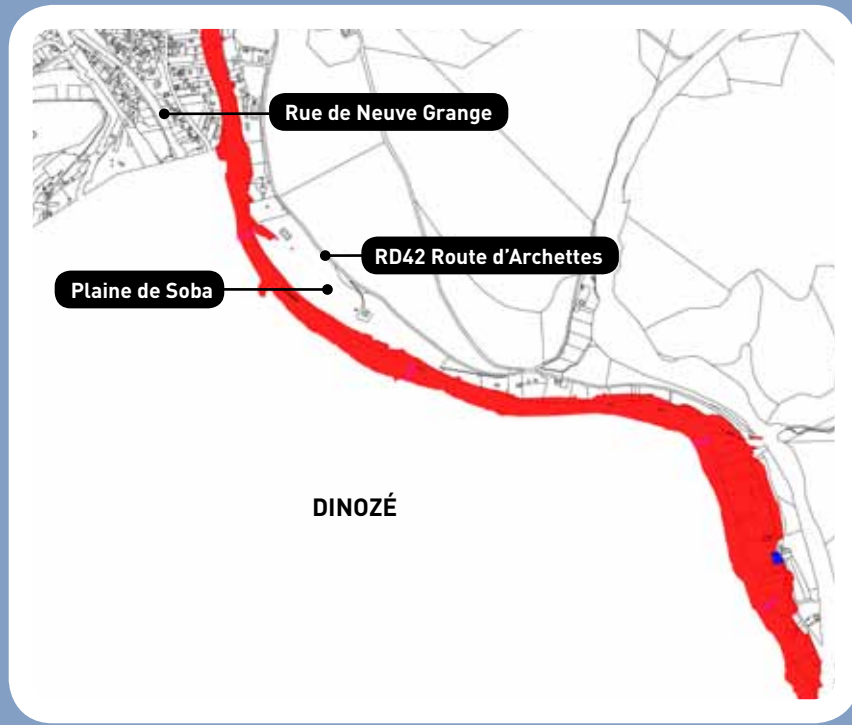 Rue de Neuve Grange
RD42 Route d'Archettes
Plaine de Soba
DINOZÉ